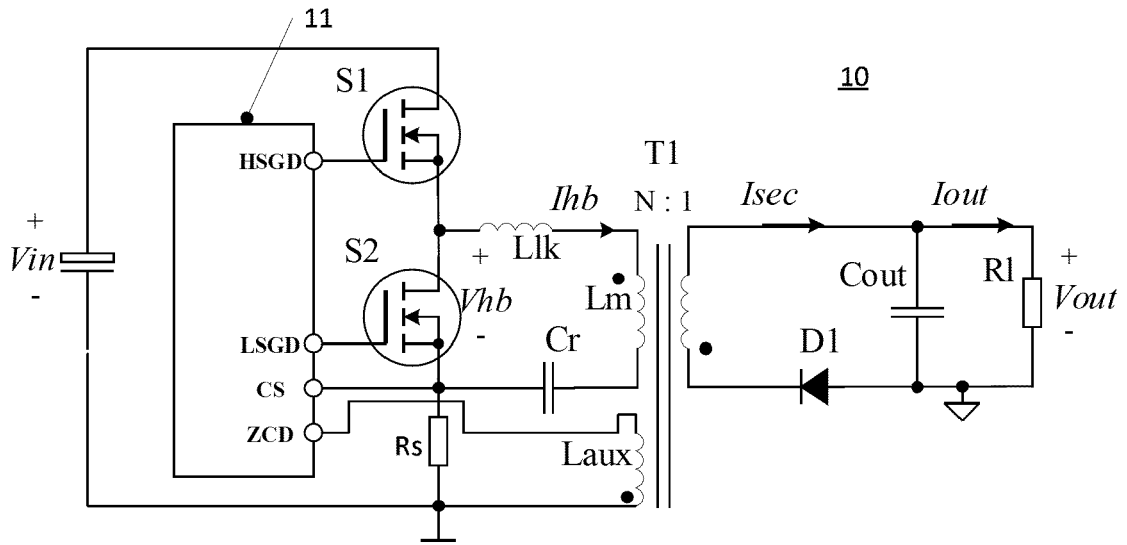 11
10
S1
HSGD
T1
N : 1
Ihb
Isec
Iout
+
Vin
-
S2
Llk
+
Vhb
-
Lm
Cout
Rl
+
Vout
-
LSGD
Cr
D1
CS
ZCD
Rs
Laux